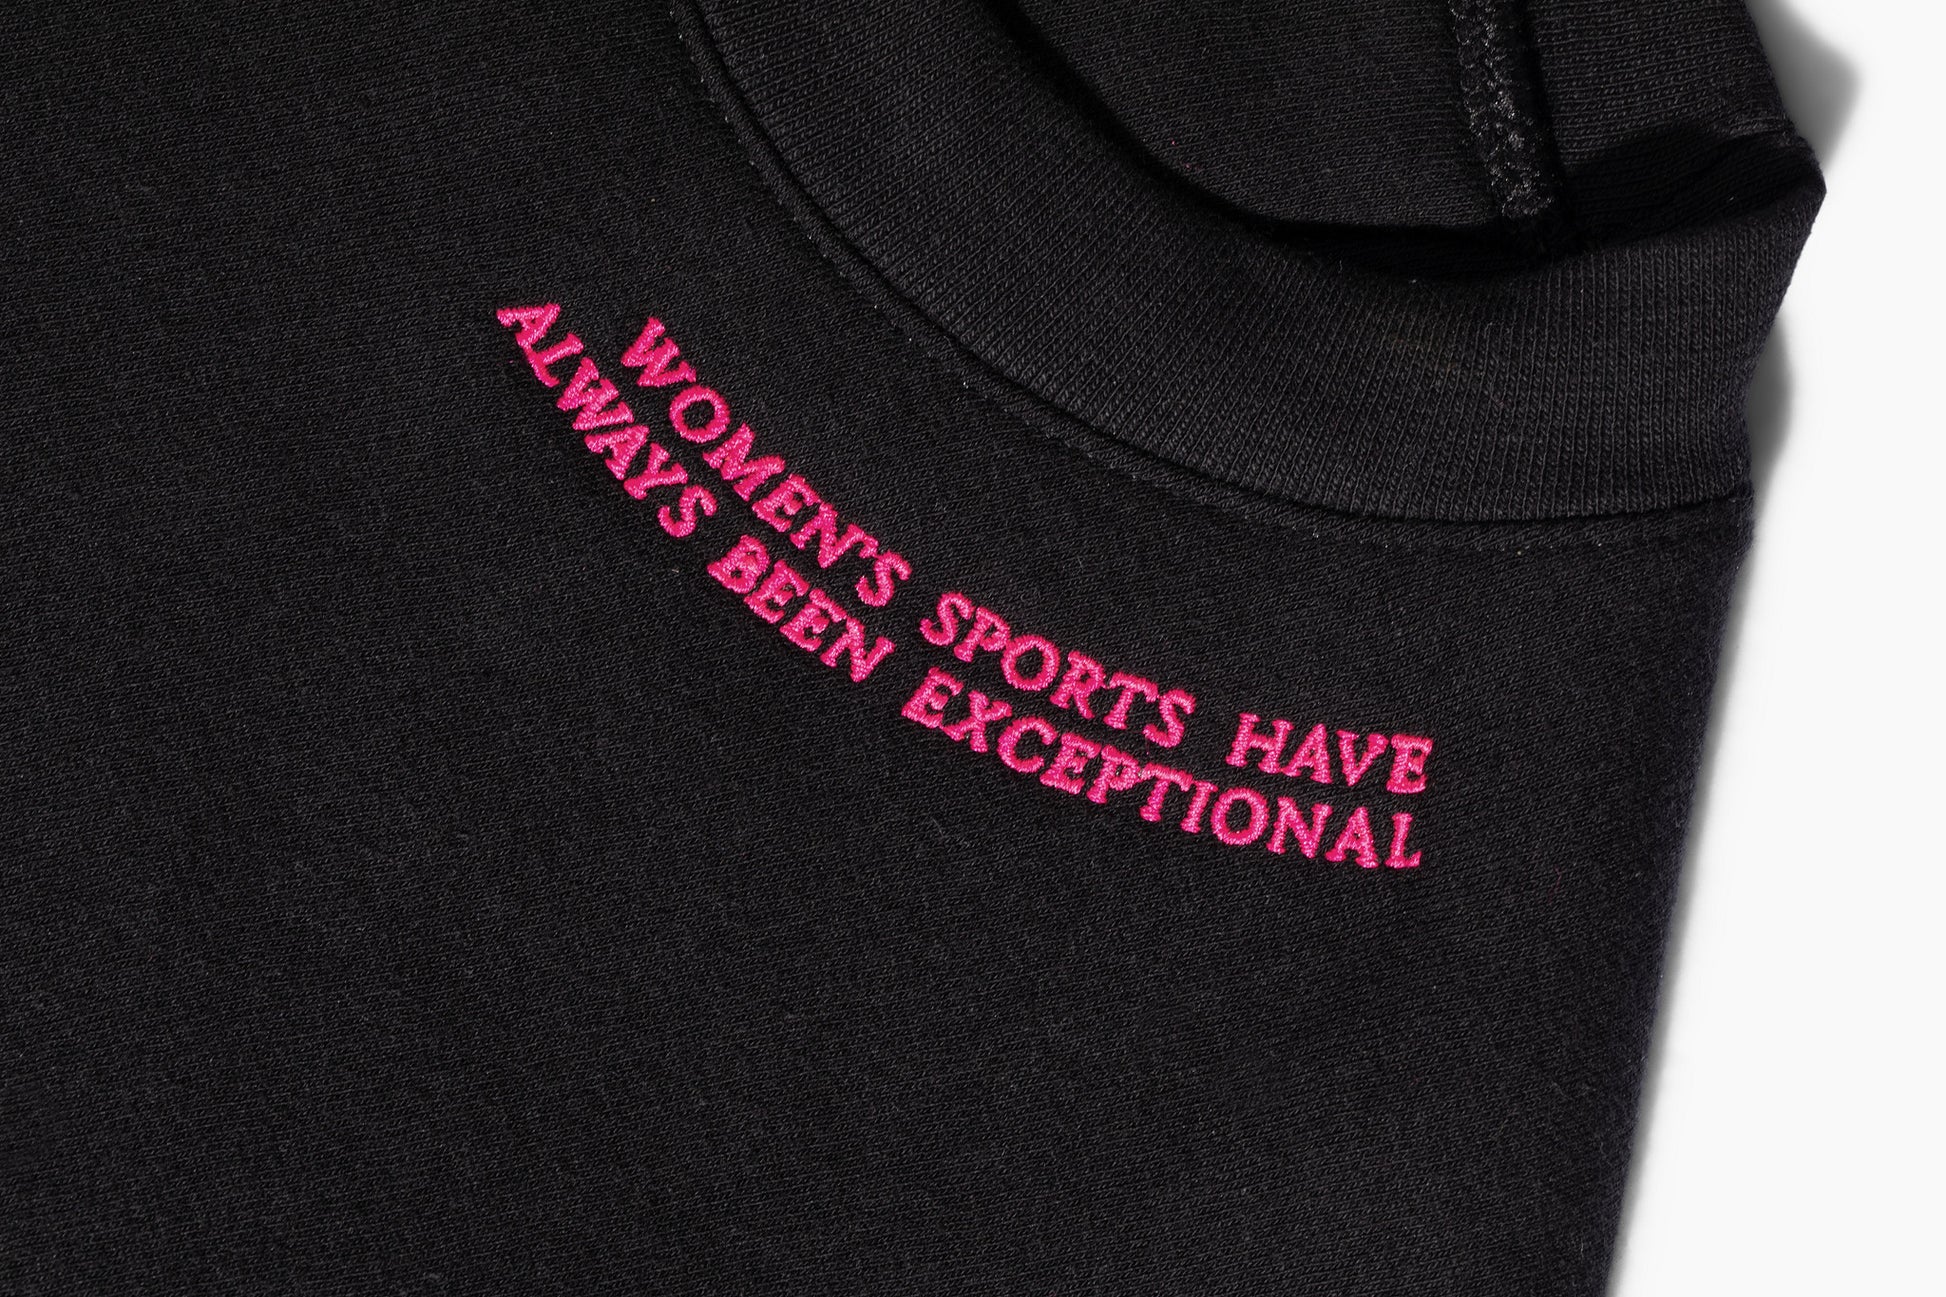 WOMEN'S SPORTS HAVE
ALWAYS BEEN EXCEPTIONAL